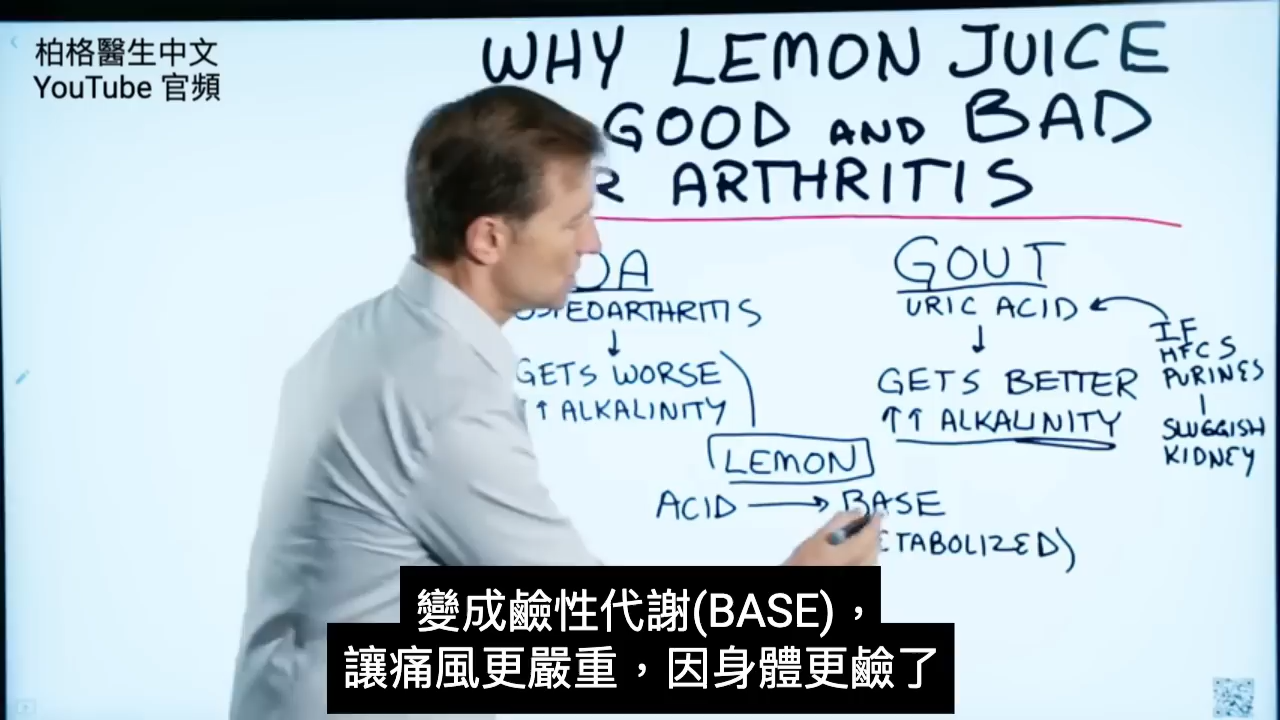 柏格醫生中文
YouTube 官頻
WHY LEMON JUICE
GOOD AND BAD
ARTHRITIS
OA
OSTEOARTHRITIS
↓
GETS WORSE
↑ ALKALINITY
GOUT
URIC ACID
↓
GETS BETTER
↑↑ ALKALINITY
IF
HFCS
PURINES
SLUGGISH
KIDNEY
LEMON
ACID → BASE
ETABOLIZED)
變成鹼性代謝(BASE)，
讓痛風更嚴重，因身體更鹼了